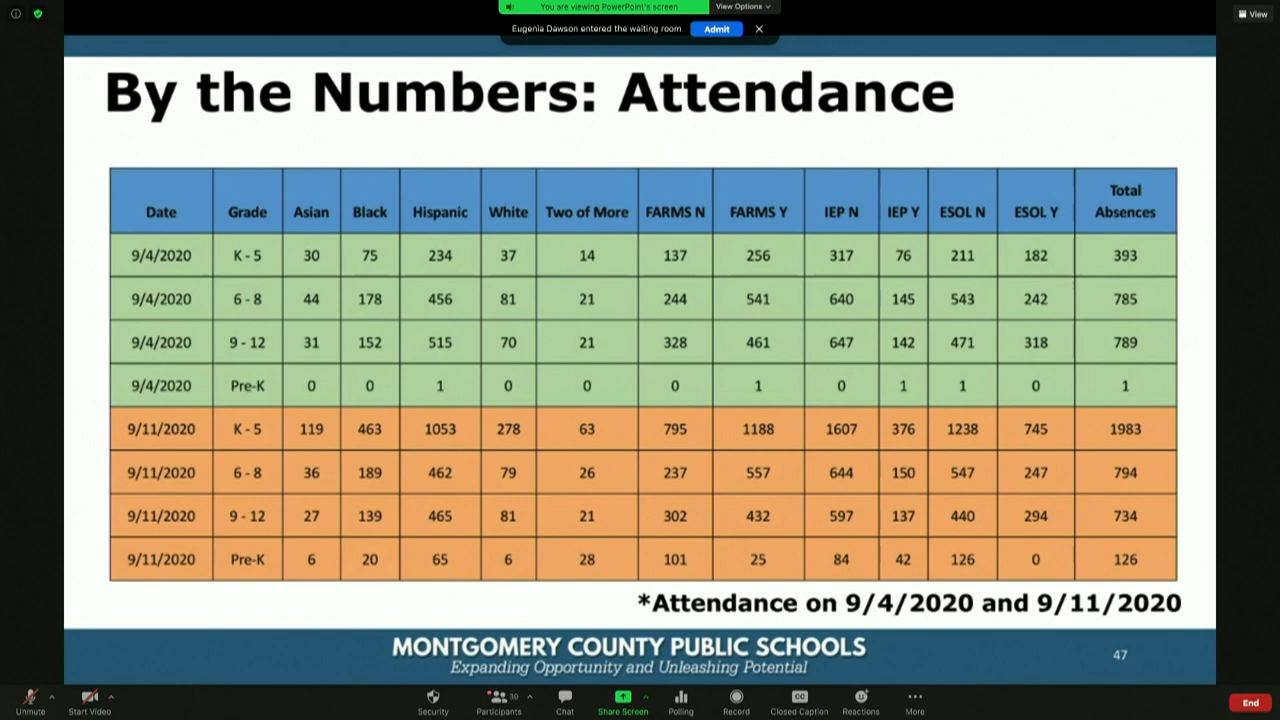 You are viewing PowerPoint's screen View Options
View
Eugenia Dawson entered the waiting room Admit
By the Numbers: Attendance
Date Grade Asian Black Hispanic White Two of More FARMS N FARMS Y IEP N IEP Y ESOL N ESOL Y Total Absences
9/4/2020 K - 5 30 75 234 37 14 137 256 317 76 211 182 393
9/4/2020 6 - 8 44 178 456 81 21 244 541 640 145 543 242 785
9/4/2020 9 - 12 31 152 515 70 21 328 461 647 142 471 318 789
9/4/2020 Pre-K 0 0 1 0 0 0 1 0 1 1 0 1
9/11/2020 K - 5 119 463 1053 278 63 795 1188 1607 376 1238 745 1983
9/11/2020 6 - 8 36 189 462 79 26 237 557 644 150 547 247 794
9/11/2020 9 - 12 27 139 465 81 21 302 432 597 137 440 294 734
9/11/2020 Pre-K 6 20 65 6 28 101 25 84 42 126 0 126
*Attendance on 9/4/2020 and 9/11/2020
MONTGOMERY COUNTY PUBLIC SCHOOLS
Expanding Opportunity and Unleashing Potential
47
Unmute Start Video Security Participants 30 Chat Share Screen Polling Record CC Closed Caption Reactions More End